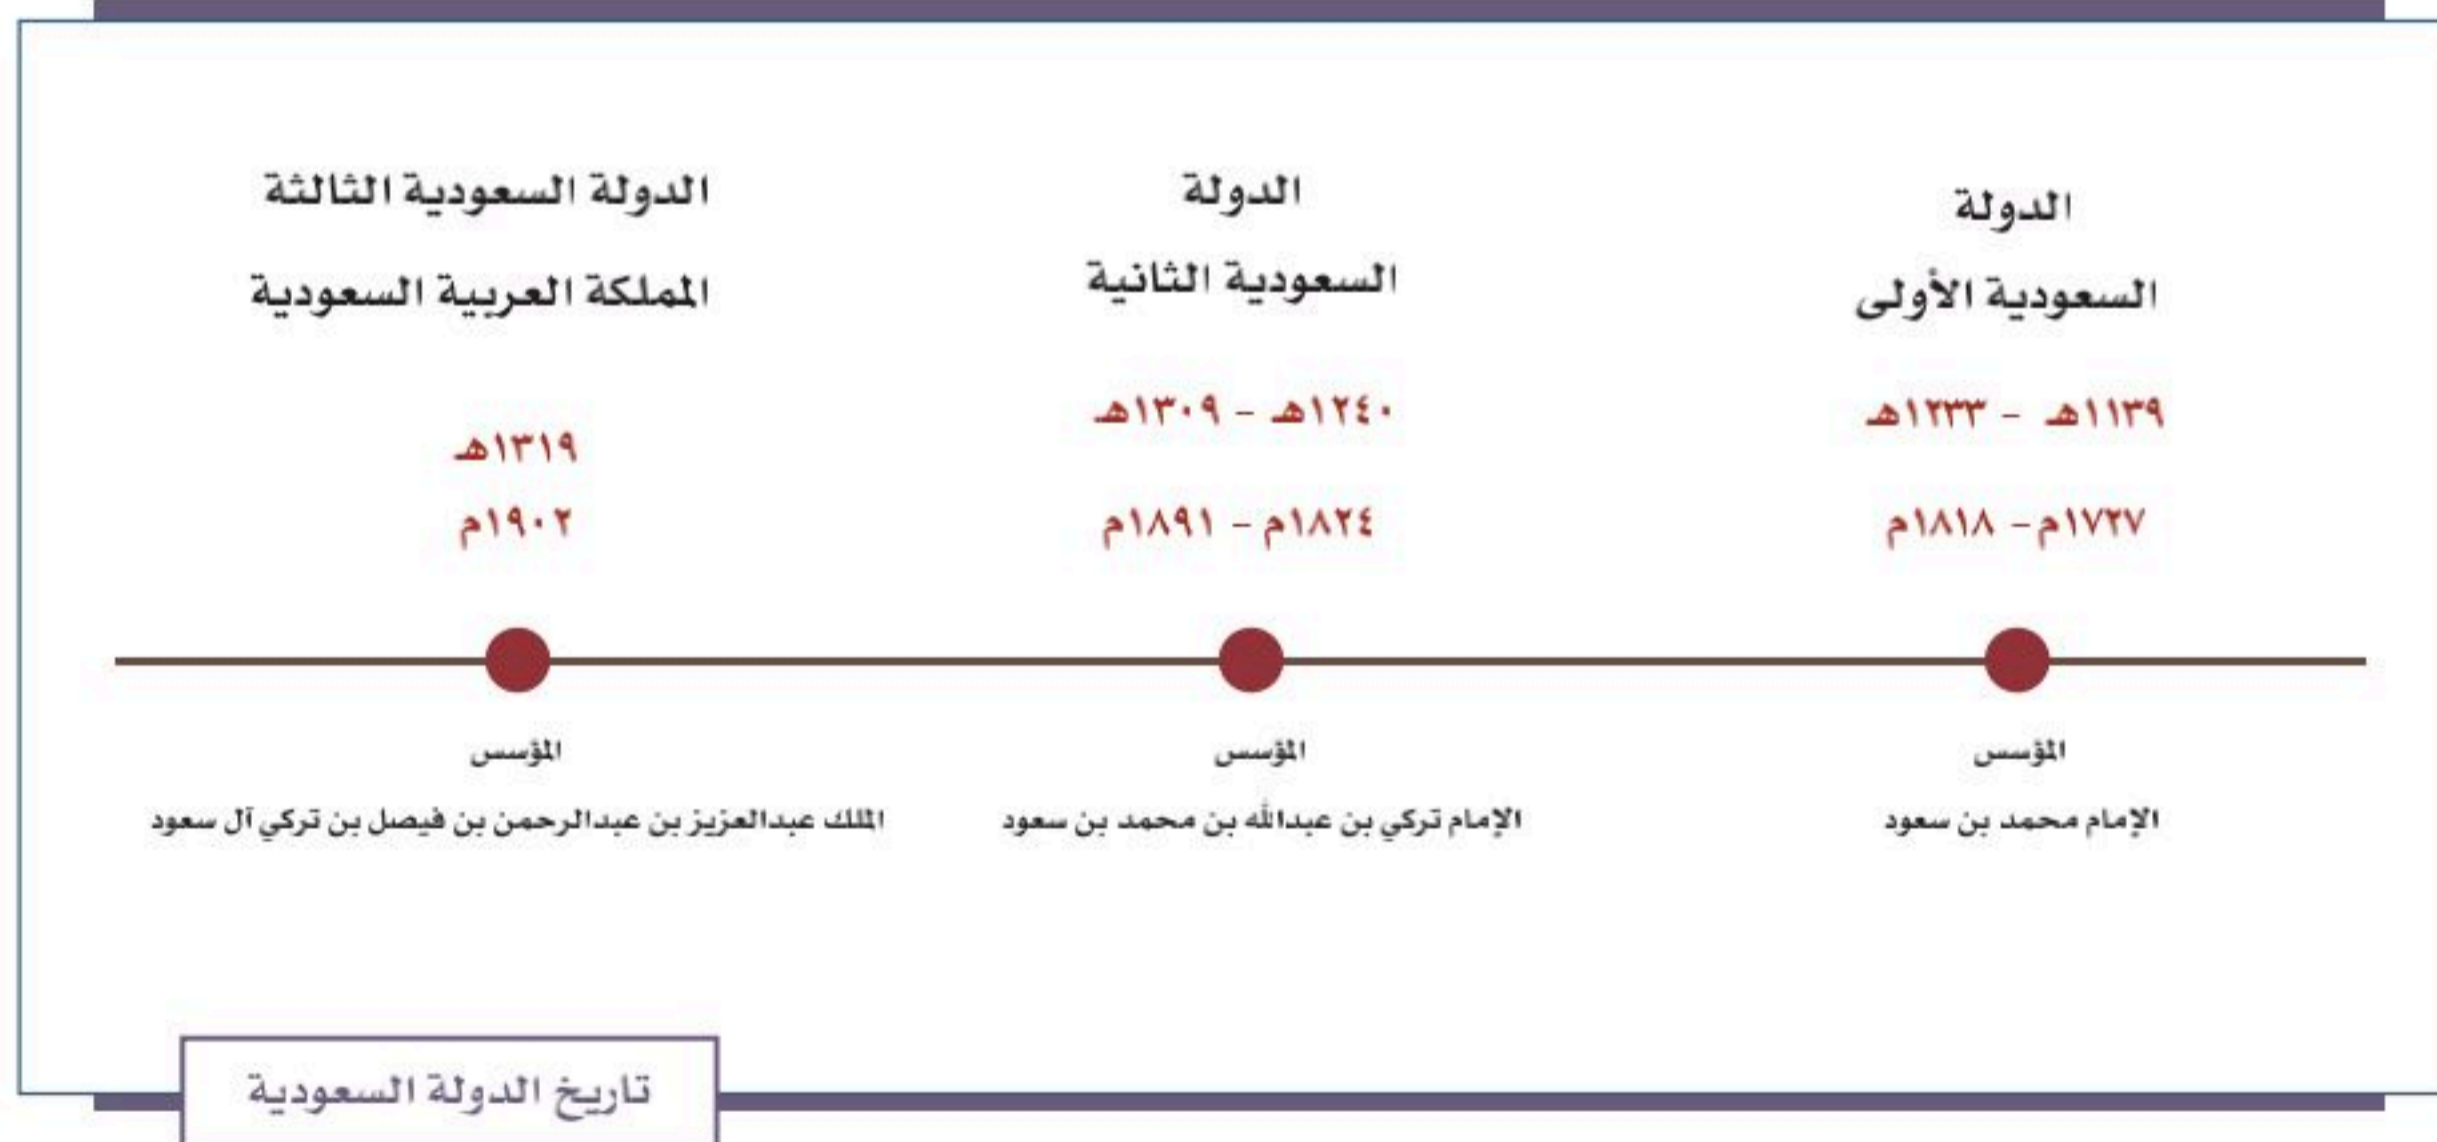 الدولة
السعودية الأولى
١١٣٩هـ - ١٢٣٣هـ
١٧٢٧م - ١٨١٨م
المؤسس
الإمام محمد بن سعود
الدولة
السعودية الثانية
١٢٤٠هـ - ١٣٠٩هـ
١٨٢٤م - ١٨٩١م
المؤسس
الإمام تركي بن عبدالله بن محمد بن سعود
الدولة السعودية الثالثة
المملكة العربية السعودية
١٣١٩هـ
١٩٠٢م
المؤسس
الملك عبدالعزيز بن عبدالرحمن بن فيصل بن تركي آل سعود
تاريخ الدولة السعودية